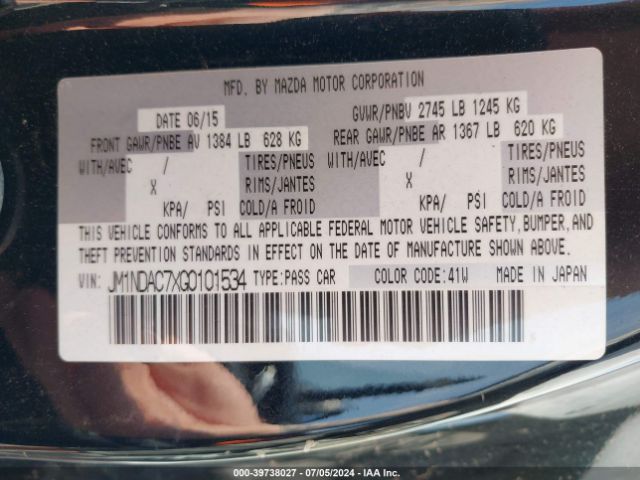 MFD. BY MAZDA MOTOR CORPORATION
DATE 06/15 GVWR/PNBV 2745 LB 1245 KG
FRONT GAWR/PNBE AV 1384 LB 628 KG REAR GAWR/PNBE AR 1367 LB 620 KG
WITH/AVEC / TIRES/PNEUS WITH/AVEC / TIRES/PNEUS
X RIMS/JANTES X RIMS/JANTES
KPA/ PSI COLD/A FROID KPA/ PSI COLD/A FROID
THIS VEHICLE CONFORMS TO ALL APPLICABLE FEDERAL MOTOR VEHICLE SAFETY,BUMPER,AND
THEFT PREVENTION STANDARDS IN EFFECT ON THE DATE OF MANUFACTURE SHOWN ABOVE.
VIN: JM1NDAC7XG0101534 TYPE:PASS CAR COLOR CODE:41W MADE IN JAPAN
000-39738027 - 07/05/2024 - IAA Inc.